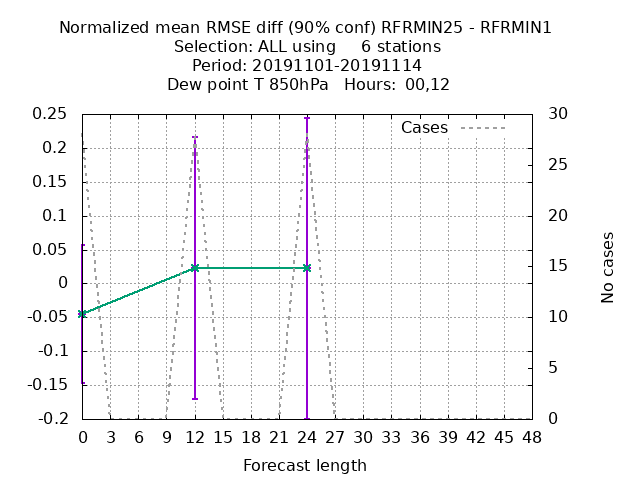 Normalized mean RMSE diff (90% conf) RFRMIN25 - RFRMIN1
Selection: ALL using 6 stations
Period: 20191101-20191114
Dew point T 850hPa Hours: 00,12
Cases
0.25
0.2
0.15
0.1
0.05
0
-0.05
-0.1
-0.15
-0.2
30
25
20
15
10
5
0
No cases
0 3 6 9 12 15 18 21 24 27 30 33 36 39 42 45 48
Forecast length